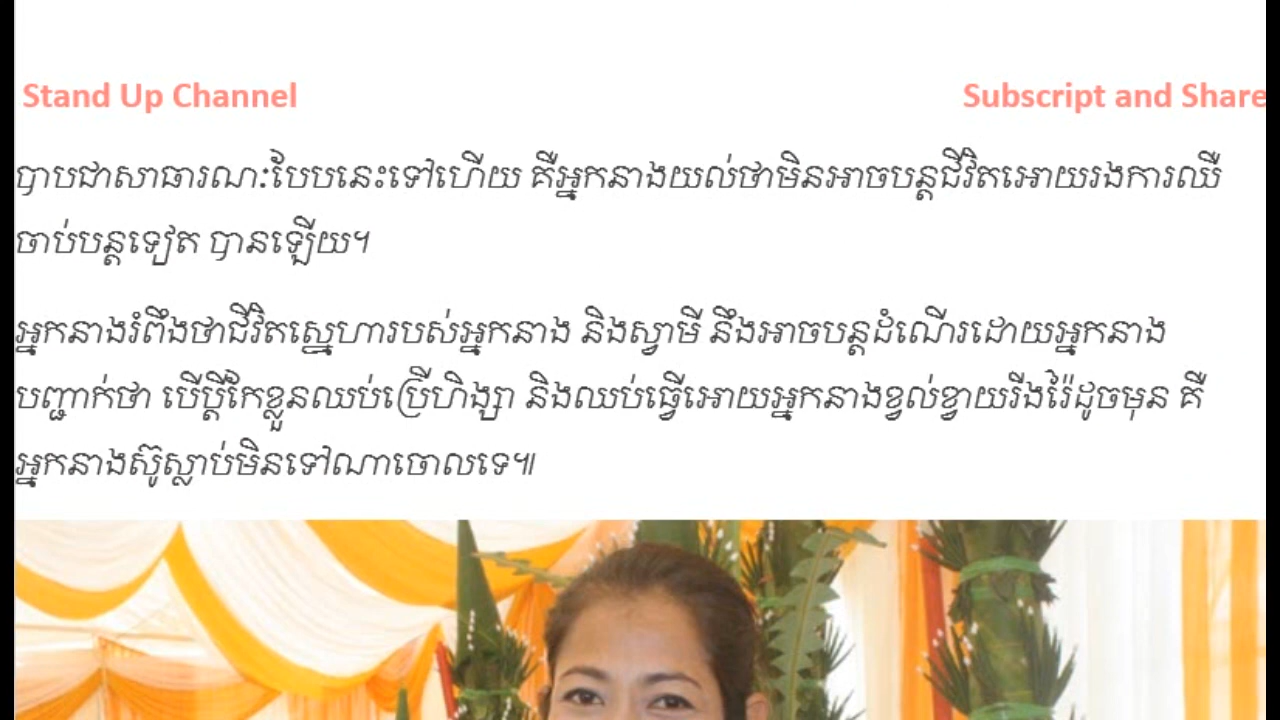 Stand Up Channel
Subscript and Share
បាបជាសាធារណៈបែបនេះទៅហើយ គឺអ្នកនាងយល់ថាមិនអាចបន្តជីវិតអោយរងការឈឺ
ចាប់បន្តទៀត បានឡើយ។
អ្នកនាងរំពឹងថាជីវិតស្នេហារបស់អ្នកនាង និងស្វាមី នឹងអាចបន្តដំណើរដោយអ្នកនាង
បញ្ជាក់ថា បើប្តីកែខ្លួនឈប់ប្រើហិង្សា និងឈប់ធ្វើអោយអ្នកនាងខ្វល់ខ្វាយរីងរ៉ៃដូចមុន គឺ
អ្នកនាងស៊ូស្លាប់មិនទៅណាចោលទេ៕